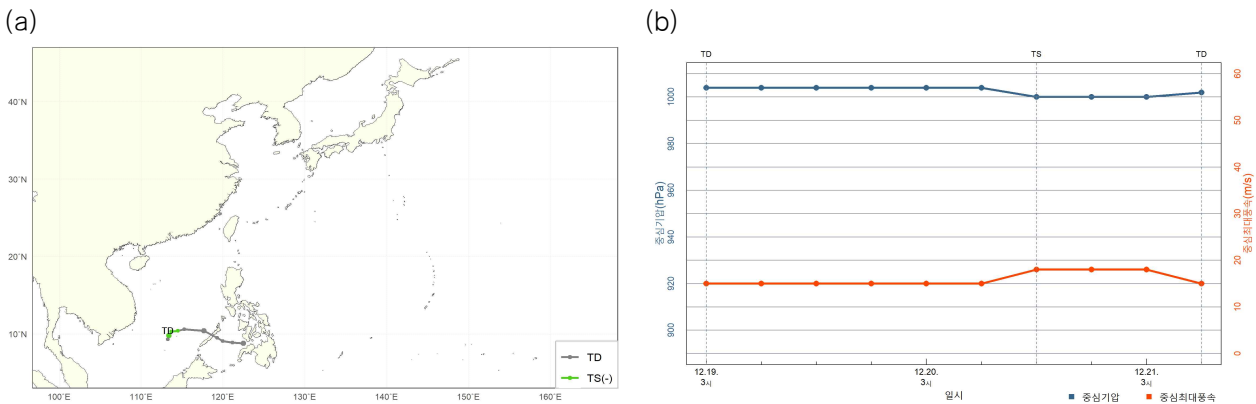 (a)
40°N
30°N
20°N
10°N
100°E
110°E
120°E
130°E
140°E
150°E
160°E
TD
TD
TS(-)
(b)
TD
TS
TD
중심기압(hPa)
1000
980
960
940
920
900
중심최대풍속(m/s)
60
50
40
30
20
10
0
12.19.
3시
12.20.
3시
12.21.
3시
일시
중심기압
중심최대풍속